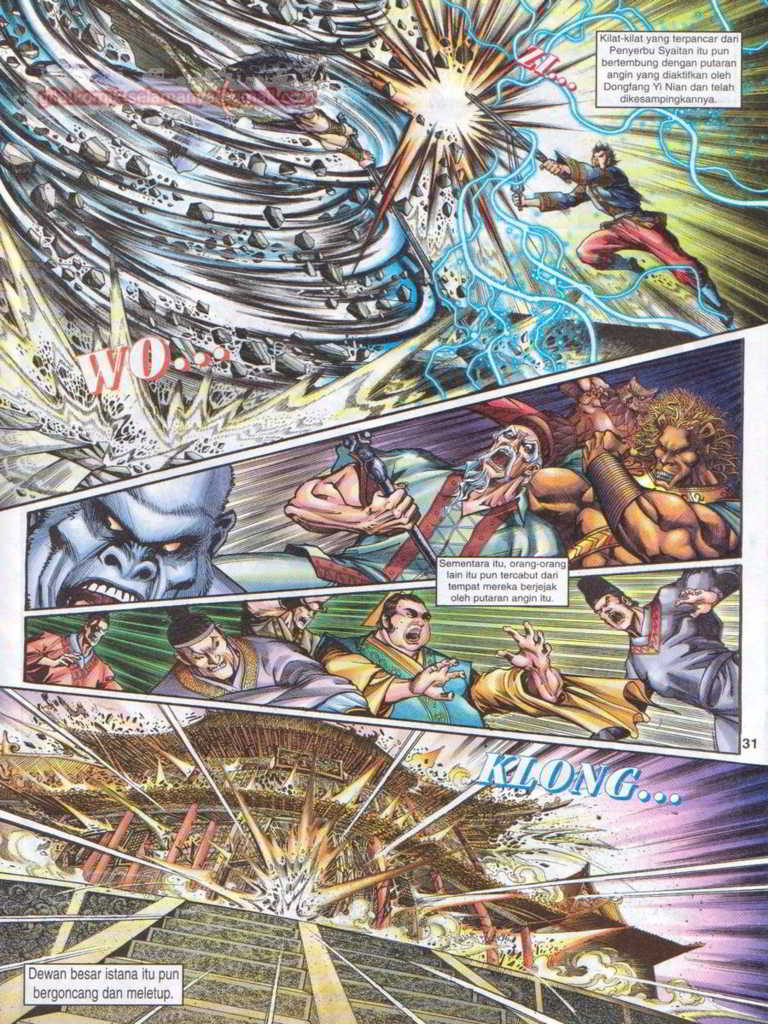 Kilat-kilat yang terpancar dari
Penyerbu Syaitan itu pun
bertembung dengan putaran
angin yang diaktifkan oleh
Dongfang Yi Nian dan telah
dikesampingkannya.
ZI...
WO...
Sementara itu, orang-orang
lain itu pun tercabut dari
tempat mereka berjejak
oleh putaran angin itu.
31
KLONG...
Dewan besar istana itu pun
bergoncang dan meletup.